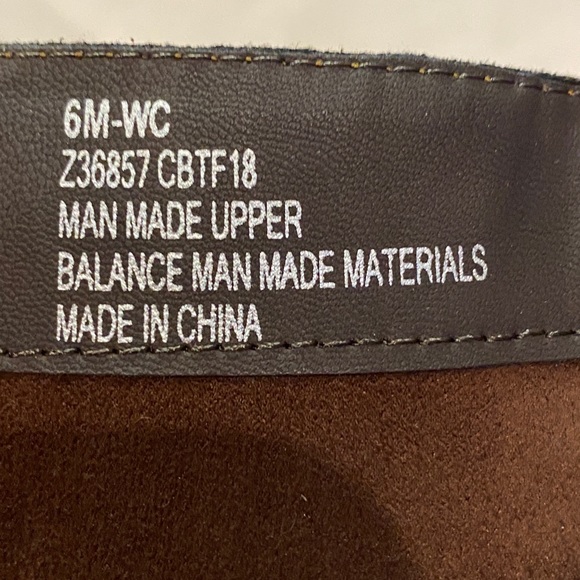 6M-WC
Z36857 CBTF18
MAN MADE UPPER
BALANCE MAN MADE MATERIALS
MADE IN CHINA